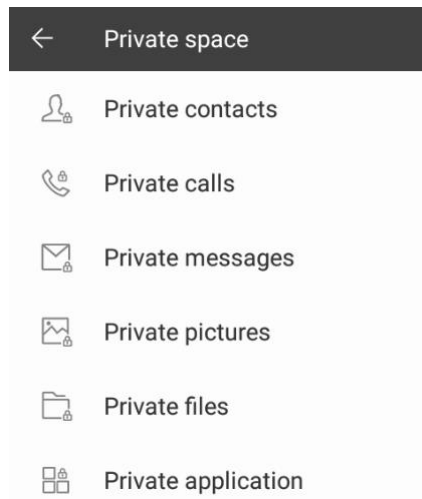 Private space
Private contacts
Private calls
Private messages
Private pictures
Private files
Private application